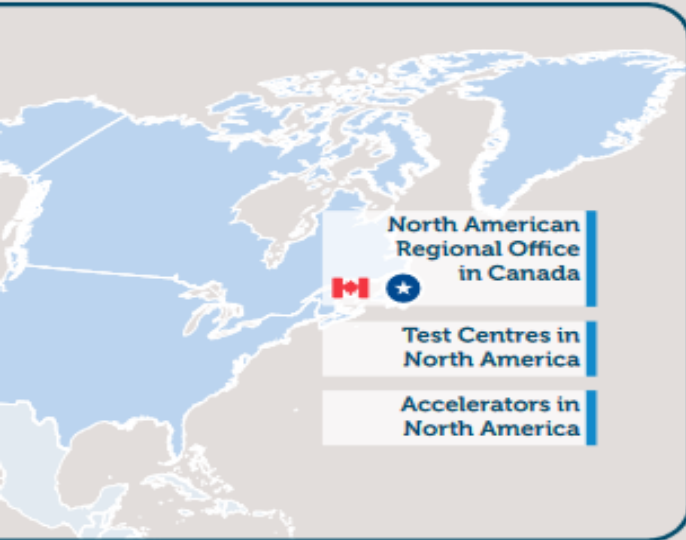 North American
Regional Office
in Canada
Test Centres in
North America
Accelerators in
North America